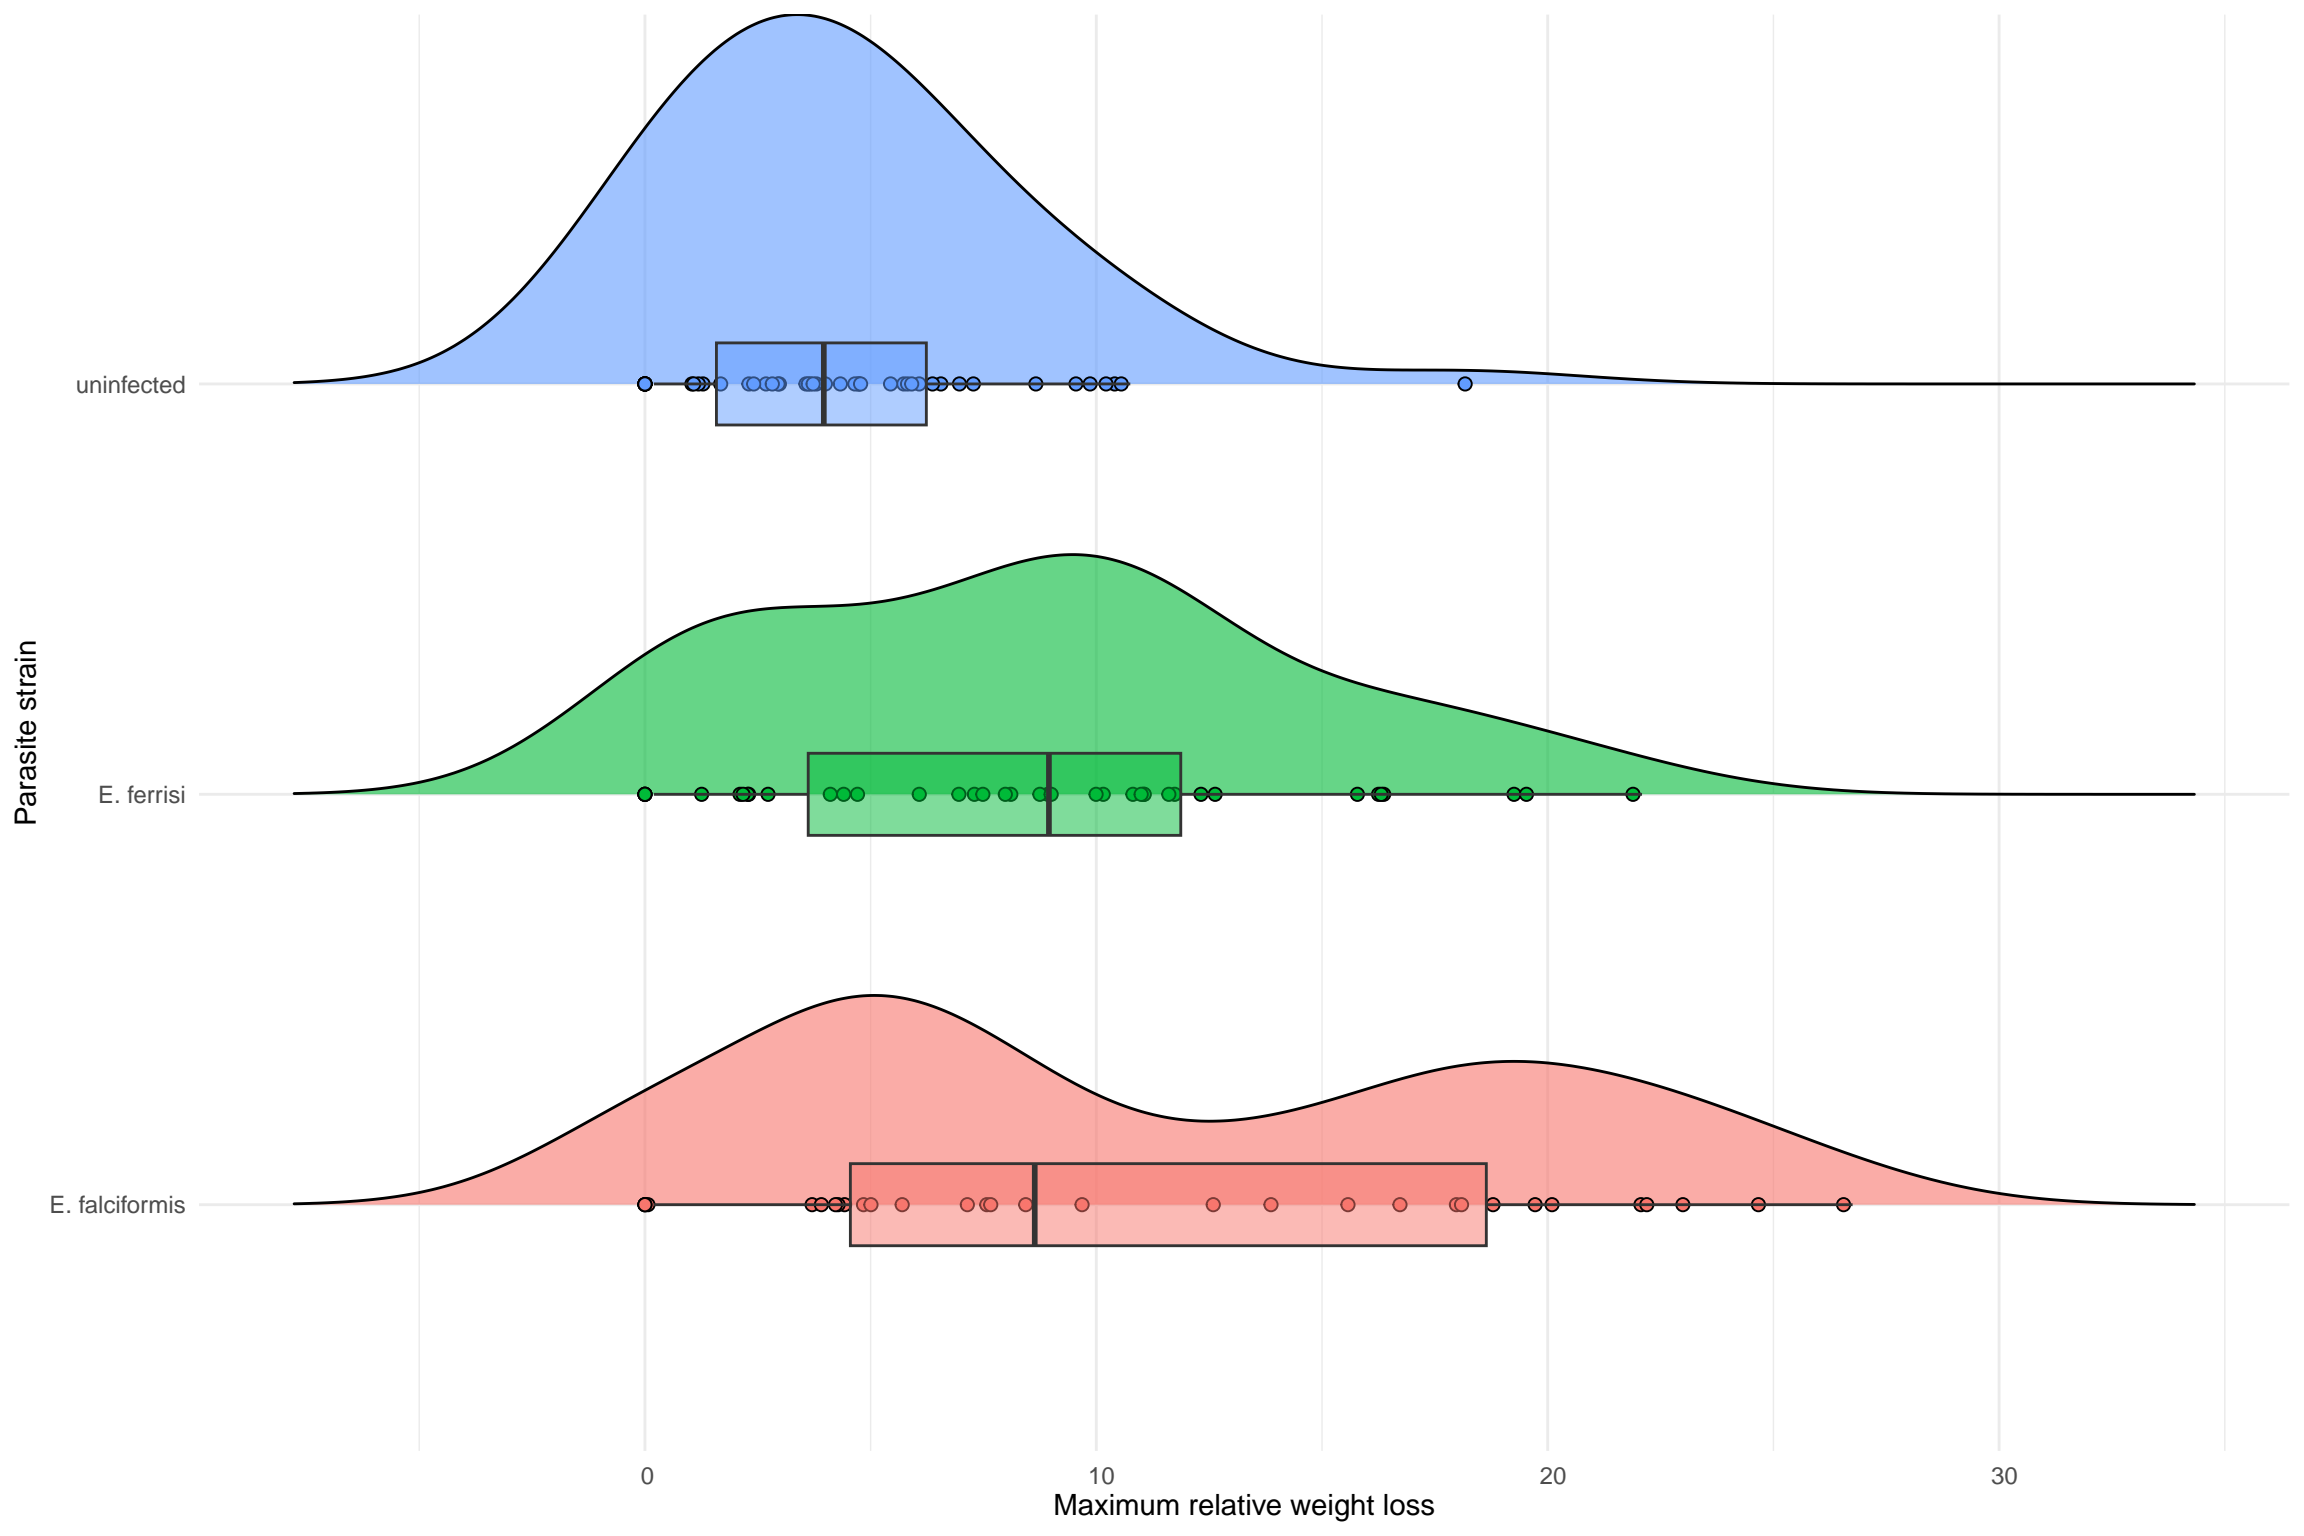 uninfected
E. ferrisi
E. falciformis
Parasite strain
0 10 20 30
Maximum relative weight loss